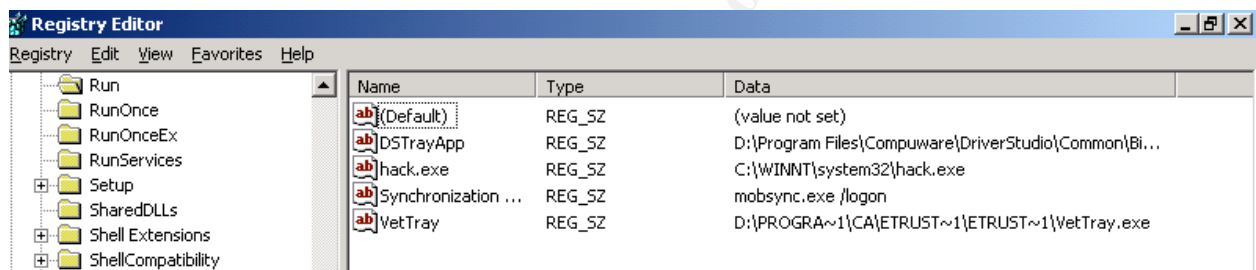 Registry Editor
Registry Edit View Favorites Help
Run
RunOnce
RunOnceEx
RunServices
Setup
SharedDLLs
Shell Extensions
ShellCompatibility
Name Type Data
(Default) REG_SZ (value not set)
DSTrayApp REG_SZ D:\Program Files\Compuware\DriverStudio\Common\Bi...
hack.exe REG_SZ C:\WINNT\system32\hack.exe
Synchronization ... REG_SZ mobsync.exe /logon
VetTray REG_SZ D:\PROGRA~1\CA\ETRUST~1\ETRUST~1\VetTray.exe